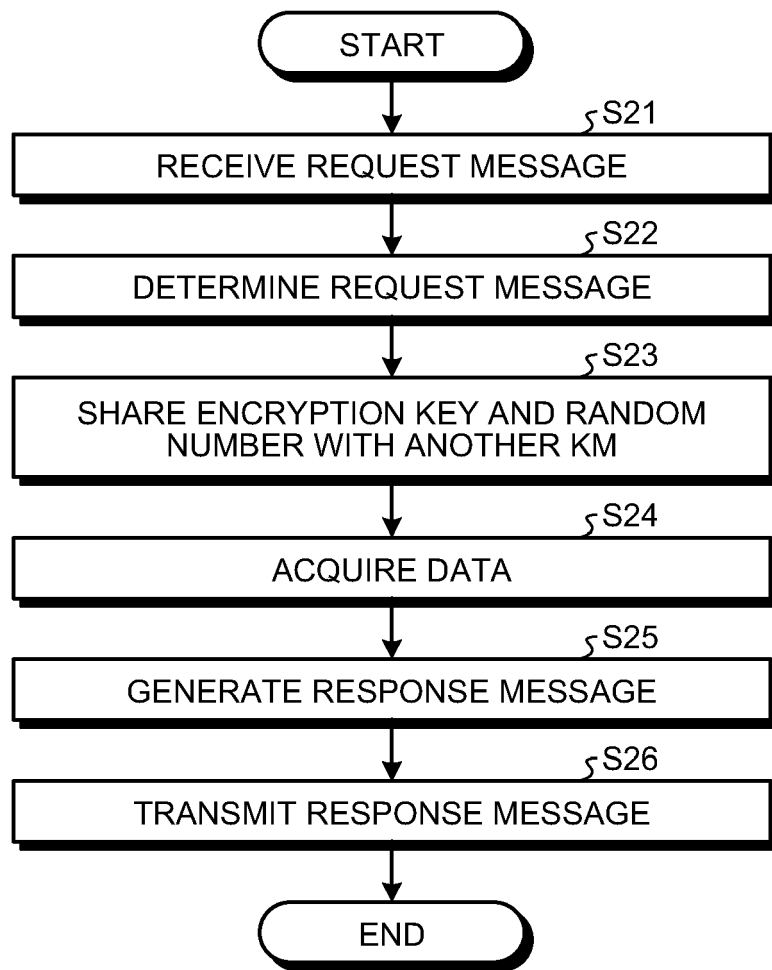 START
S21
RECEIVE REQUEST MESSAGE
S22
DETERMINE REQUEST MESSAGE
S23
SHARE ENCRYPTION KEY AND RANDOM
NUMBER WITH ANOTHER KM
S24
ACQUIRE DATA
S25
GENERATE RESPONSE MESSAGE
S26
TRANSMIT RESPONSE MESSAGE
END